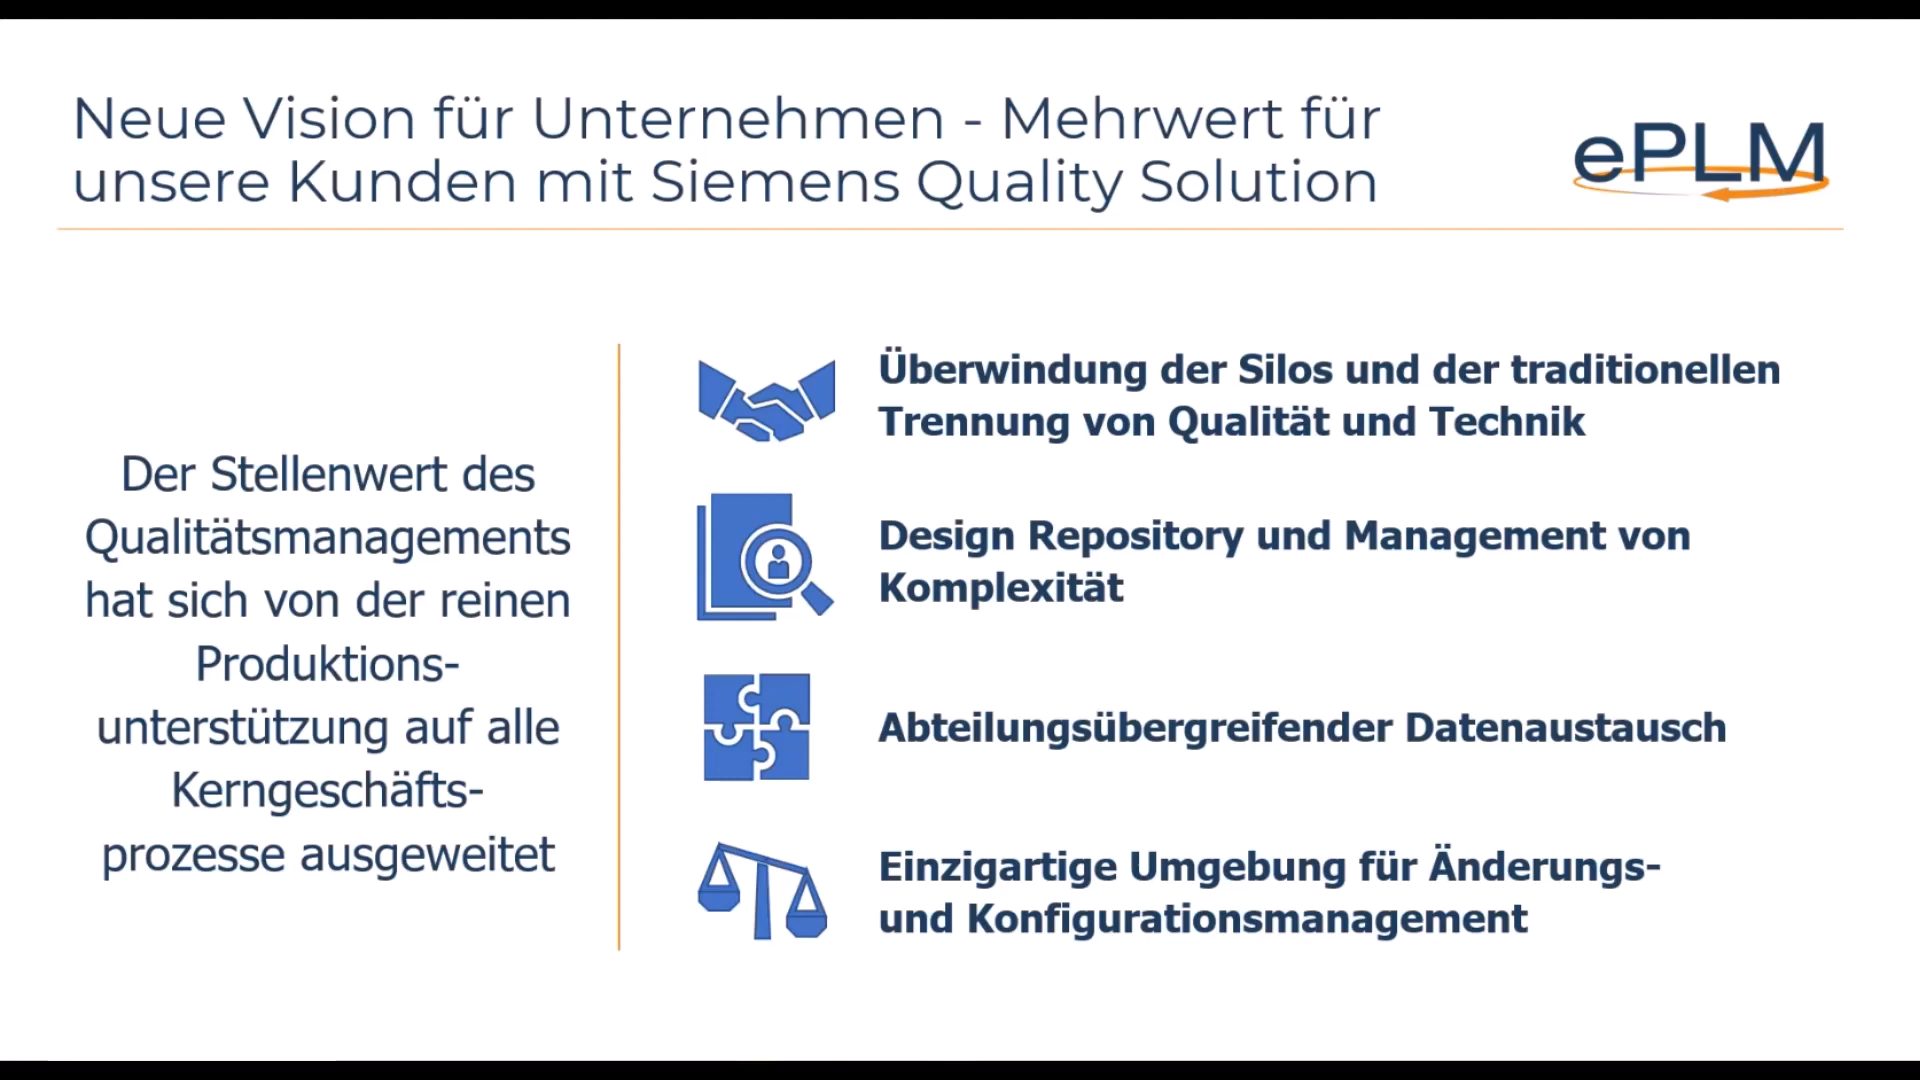 Neue Vision für Unternehmen - Mehrwert für
unsere Kunden mit Siemens Quality Solution
ePLM
Der Stellenwert des
Qualitätsmanagements
hat sich von der reinen
Produktions-
unterstützung auf alle
Kerngeschäfts-
prozesse ausgeweitet
Überwindung der Silos und der traditionellen
Trennung von Qualität und Technik
Design Repository und Management von
Komplexität
Abteilungsübergreifender Datenaustausch
Einzigartige Umgebung für Änderungs-
und Konfigurationsmanagement